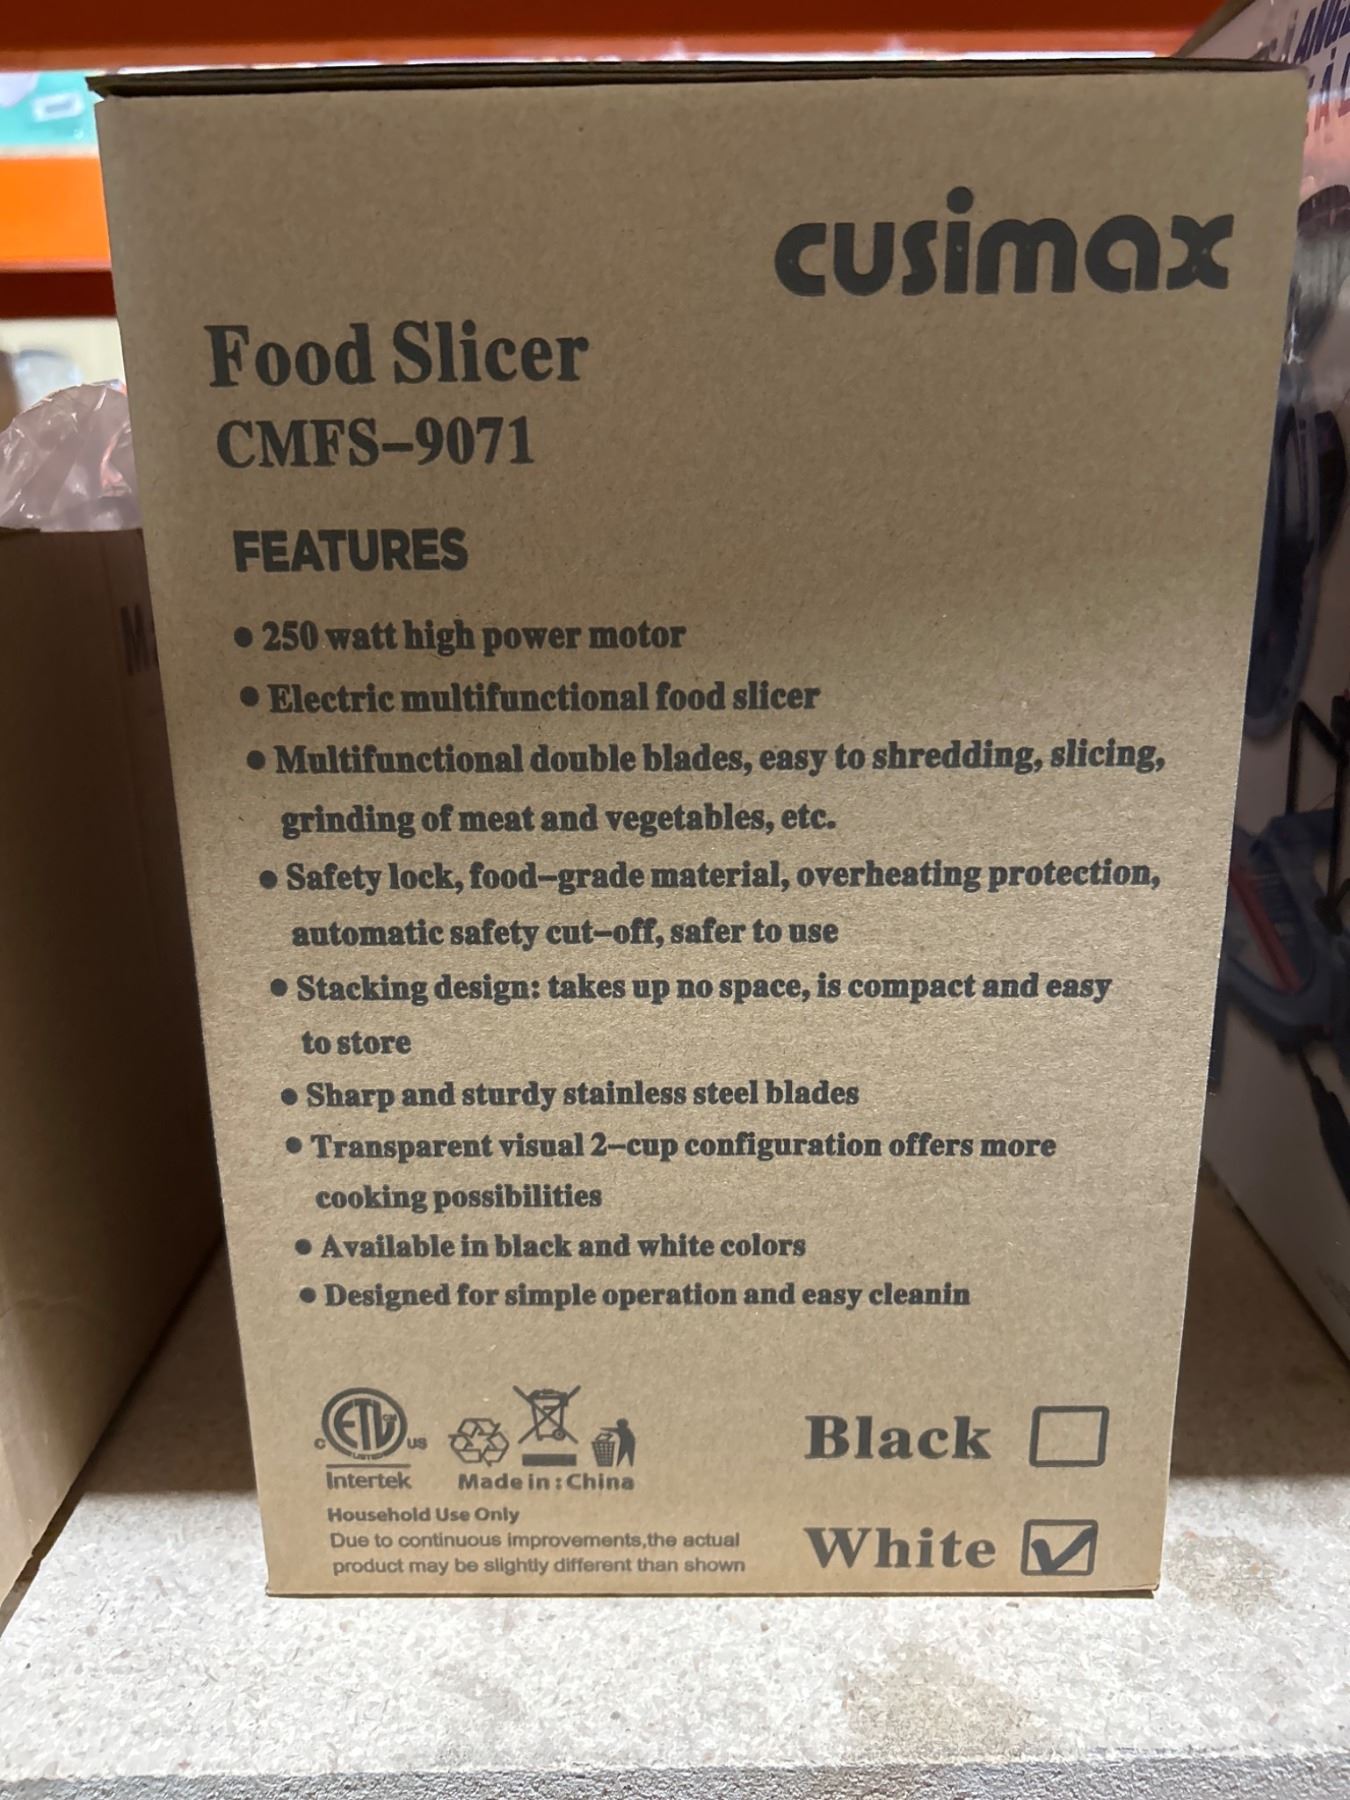 cusimax
Food Slicer
CMFS-9071
FEATURES
• 250 watt high power motor
• Electric multifunctional food slicer
• Multifunctional double blades, easy to shredding, slicing,
grinding of meat and vegetables, etc.
• Safety lock, food-grade material, overheating protection,
automatic safety cut-off, safer to use
• Stacking design: takes up no space, is compact and easy
to store
• Sharp and sturdy stainless steel blades
• Transparent visual 2-cup configuration offers more
cooking possibilities
• Available in black and white colors
• Designed for simple operation and easy cleanin
C ETL US
LISTED
Intertek
Made in : China
Household Use Only
Due to continuous improvements,the actual
product may be slightly different than shown
Black
White